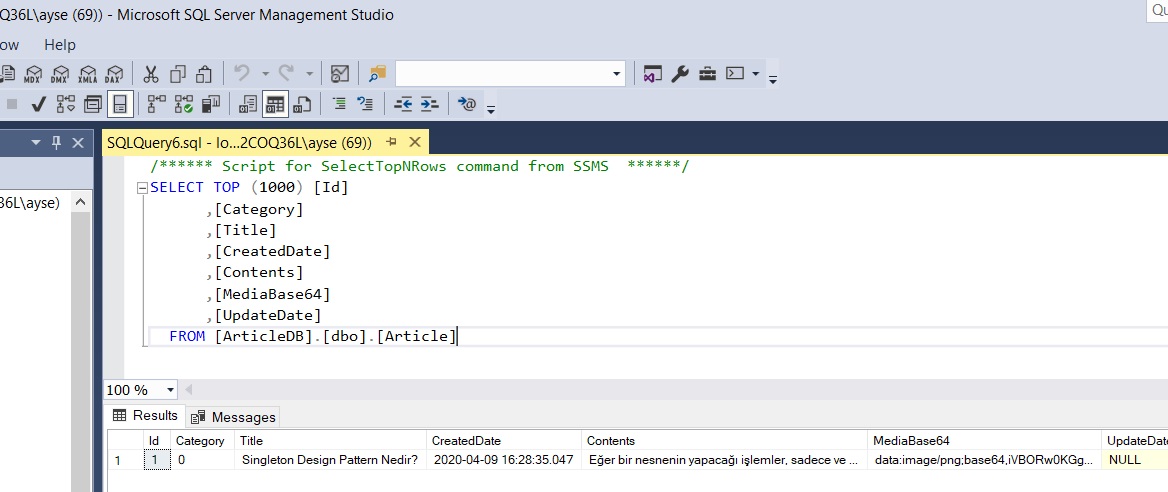 Q36L\ayse (69)) - Microsoft SQL Server Management Studio
Qu
ow Help
MDX DMX XMLA DAX
SQLQuery6.sql - lo...2COQ36L\ayse (69))
36L\ayse)
/****** Script for SelectTopNRows command from SSMS ******/
SELECT TOP (1000) [Id]
,[Category]
,[Title]
,[CreatedDate]
,[Contents]
,[MediaBase64]
,[UpdateDate]
FROM [ArticleDB].[dbo].[Article]
100 %
Results Messages
Id Category Title CreatedDate Contents MediaBase64 UpdateDate
1 1 0 Singleton Design Pattern Nedir? 2020-04-09 16:28:35.047 Eğer bir nesnenin yapacağı işlemler, sadece ve ... data:image/png;base64,iVBORw0KGg... NULL